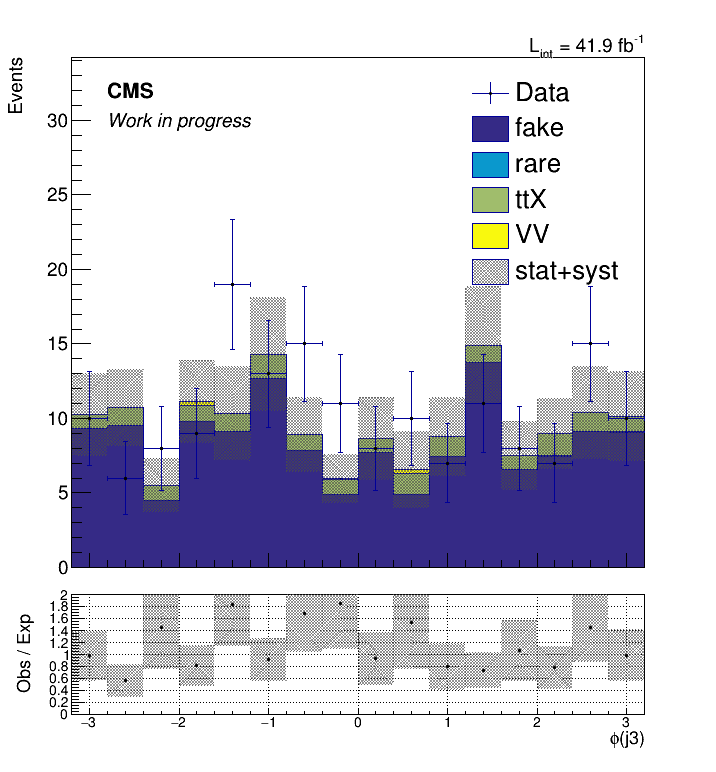 L_int = 41.9 fb^-1
Events
CMS
Work in progress
Data
fake
rare
ttX
VV
stat+syst
30
25
20
15
10
5
0
Obs / Exp
2
1.8
1.6
1.4
1.2
1
0.8
0.6
0.4
0.2
0
−3 −2 −1 0 1 2 3
ϕ(j3)